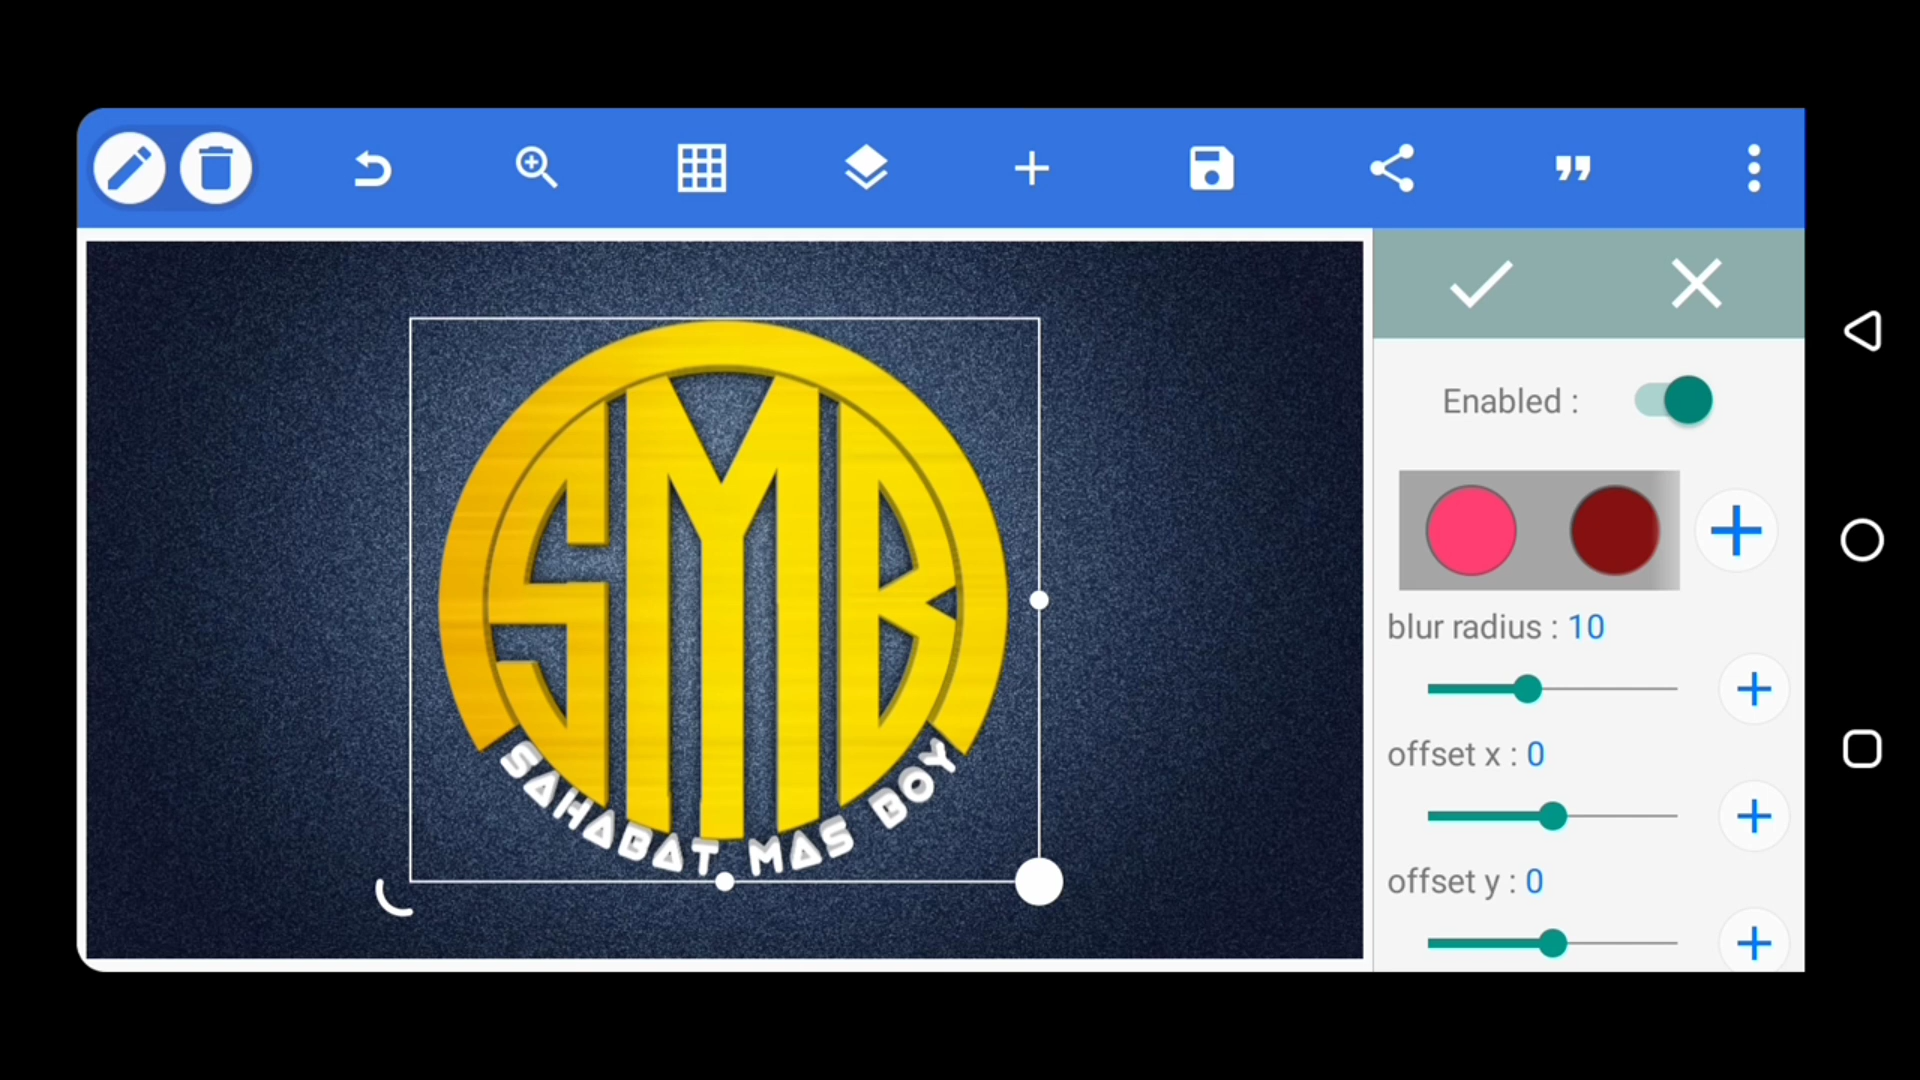 Enabled :
SMB
SAHABAT MAS BOY
blur radius : 10
offset x : 0
offset y : 0